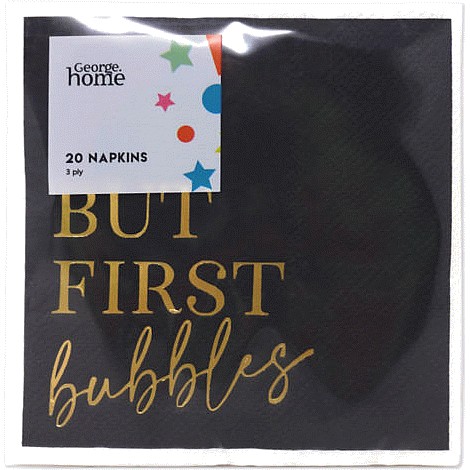 George.
home
20 NAPKINS
3 ply
BUT
FIRST
bubbles